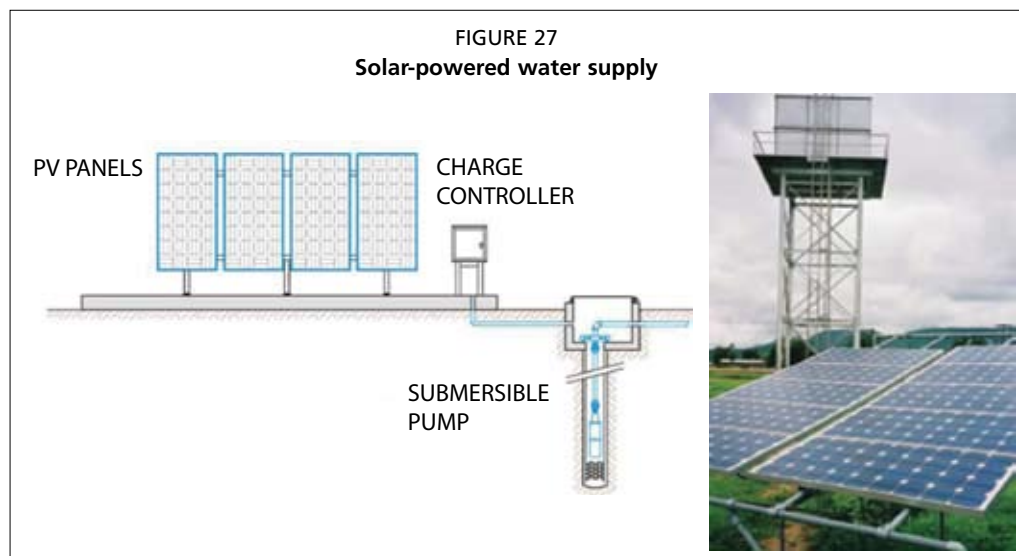 FIGURE 27
Solar-powered water supply
PV PANELS
CHARGE
CONTROLLER
SUBMERSIBLE
PUMP